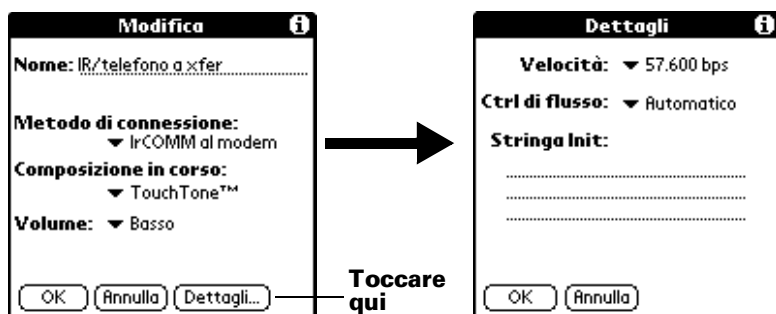 Modifica
Nome: IR/telefono a xfer
Metodo di connessione:
IrCOMM al modem
Composizione in corso:
TouchTone™
Volume: Basso
OK Annulla Dettagli...
Toccare
qui
Dettagli
Velocità: 57.600 bps
Ctrl di flusso: Automatico
Stringa Init:
OK Annulla